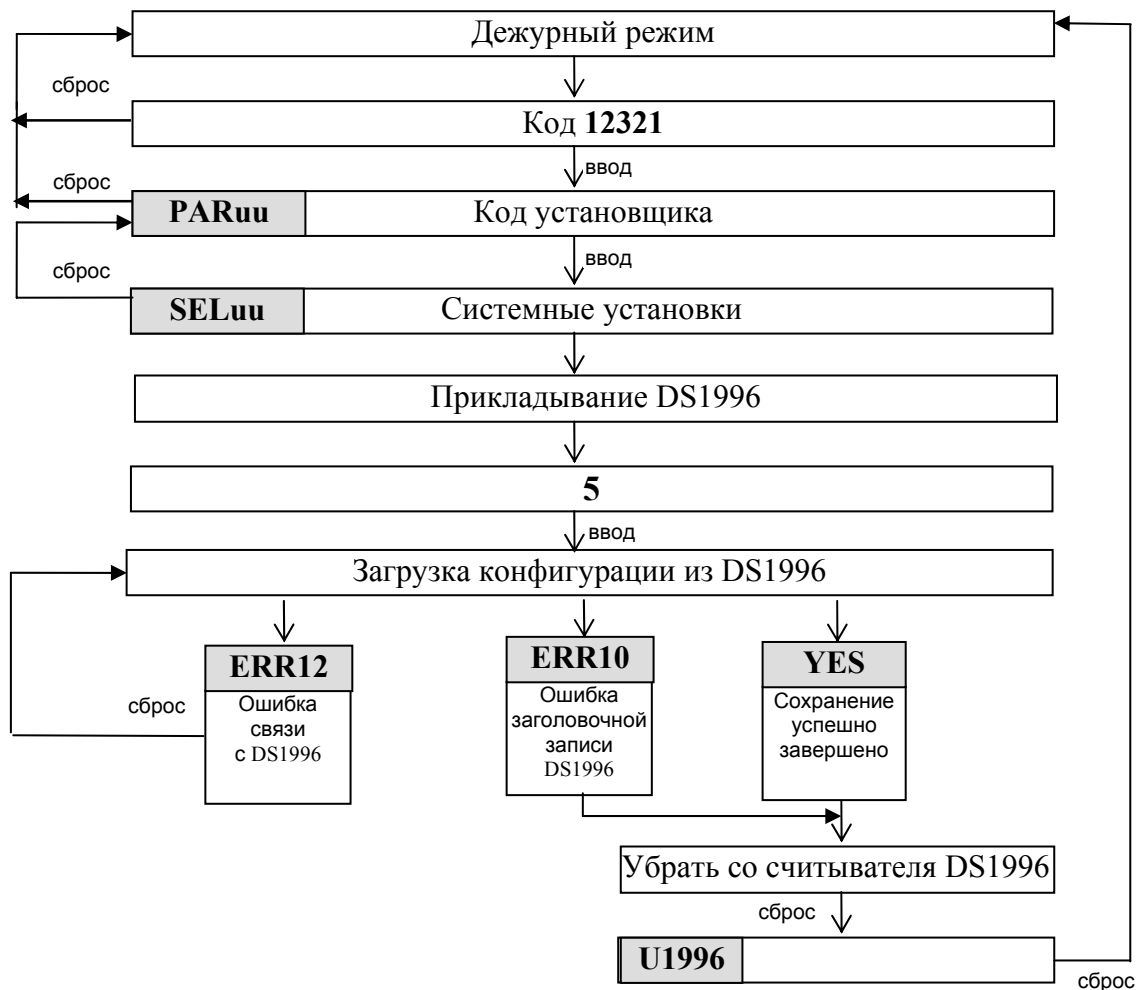 Дежурный режим
сброс
Код 12321
ввод
сброс
PARuu Код установщика
ввод
сброс
SELuu Системные установки
Прикладывание DS1996
5
ввод
Загрузка конфигурации из DS1996
ERR12
Ошибка
связи
с DS1996
сброс
ERR10
Ошибка
заголовочной
записи
DS1996
YES
Сохранение
успешно
завершено
Убрать со считывателя DS1996
сброс
U1996
сброс